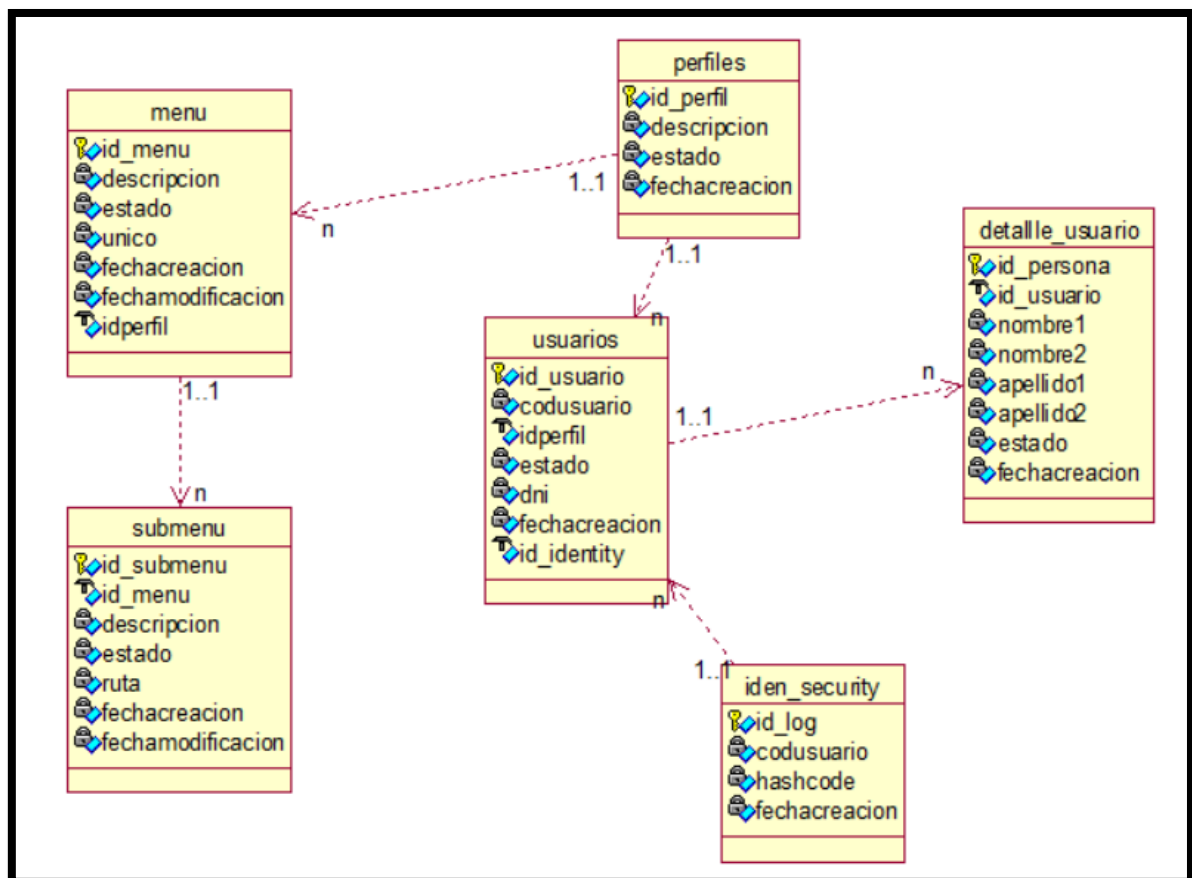 menu
id_menu
descripcion
estado
unico
fechacreacion
fechamodificacion
idperfil
1..1
n
submenu
id_submenu
id_menu
descripcion
estado
ruta
fechacreacion
fechamodificacion
perfiles
id_perfil
descripcion
estado
fechacreacion
1..1
n
1..1
n
usuarios
id_usuario
codusuario
idperfil
estado
dni
fechacreacion
id_identity
1..1
n
detallle_usuario
id_persona
id_usuario
nombre1
nombre2
apellido1
apellido2
estado
fechacreacion
n
1..1
iden_security
id_log
codusuario
hashcode
fechacreacion